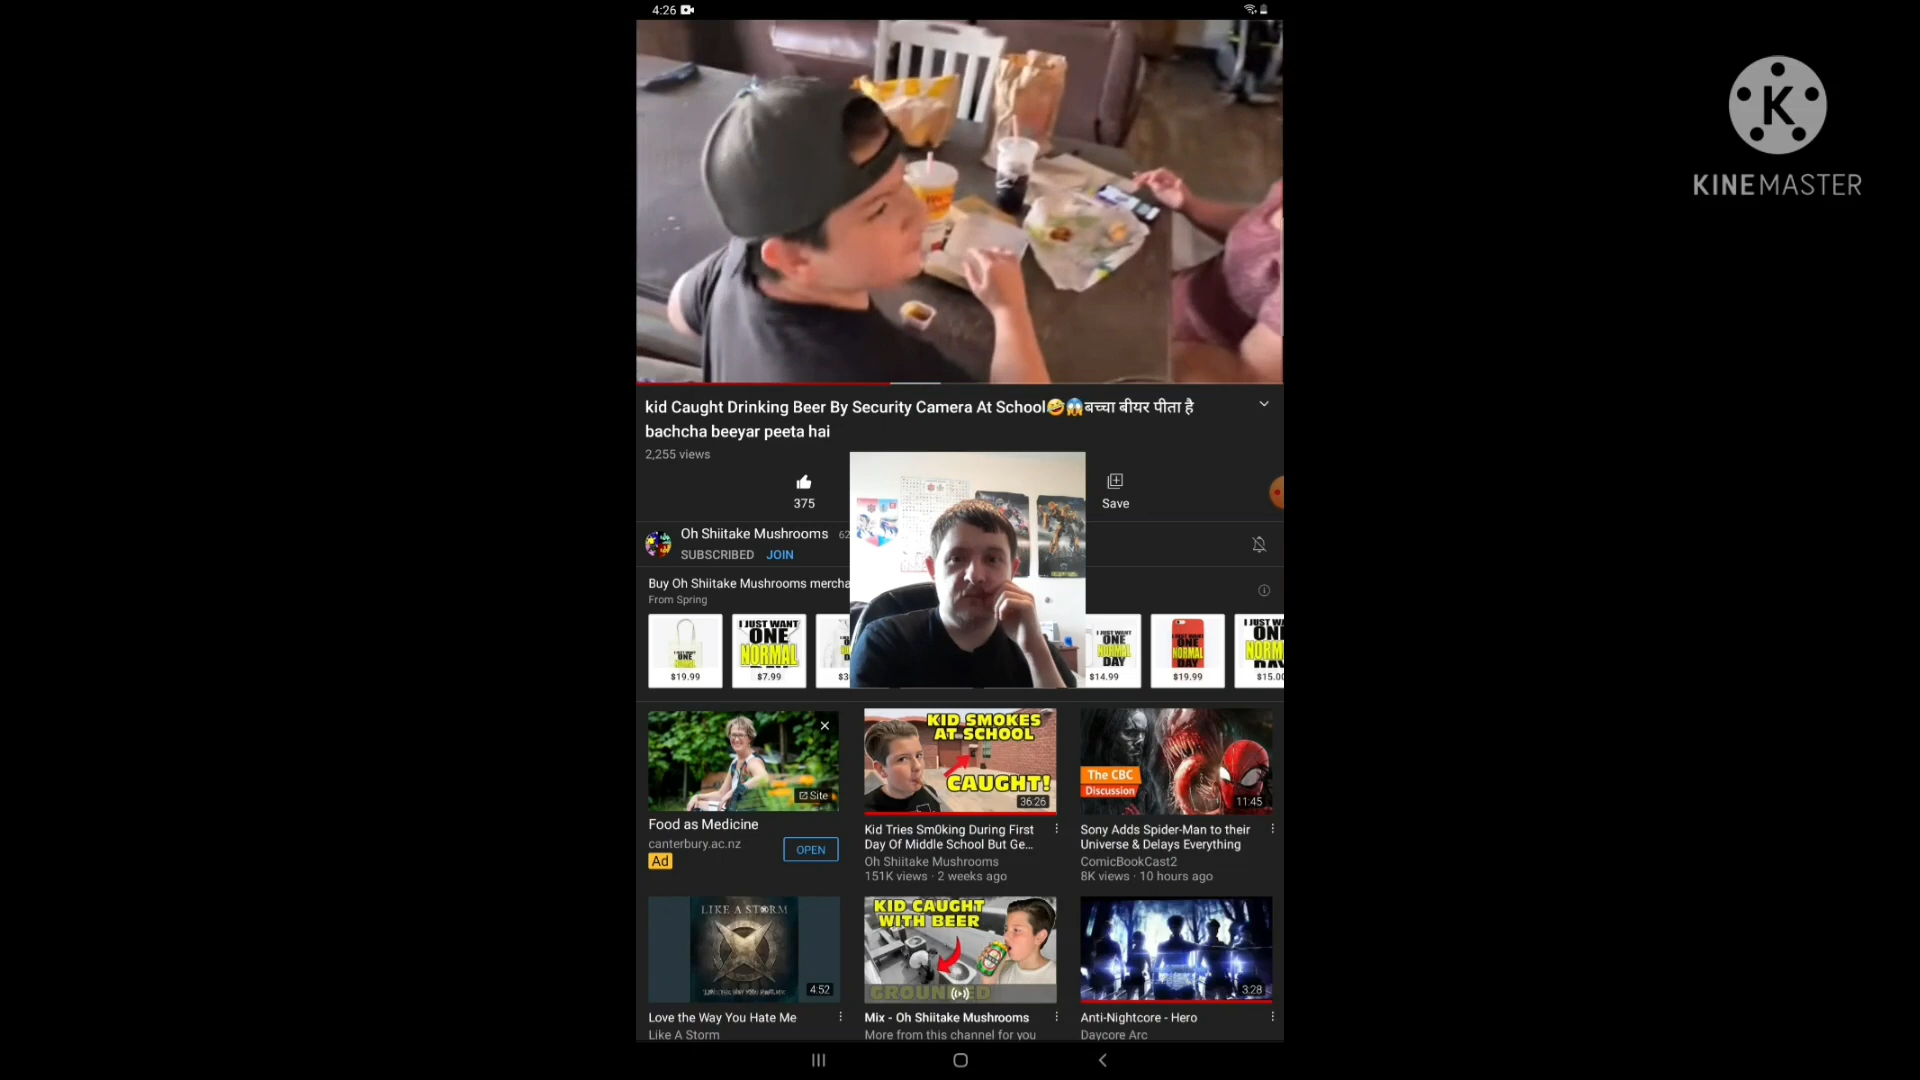 4:26
KINEMASTER
kid Caught Drinking Beer By Security Camera At School🤣😱बच्चा बीयर पीता है
bachcha beeyar peeta hai
2,255 views
375
Save
Oh Shiitake Mushrooms 62
SUBSCRIBED JOIN
Buy Oh Shiitake Mushrooms mercha
From Spring
I JUST WANT
ONE
NORMAL
DAY
$19.99
$7.99
$3
$14.99
$19.99
$15.00
Site
Food as Medicine
canterbury.ac.nz
Ad
OPEN
KID SMOKES
AT SCHOOL
CAUGHT!
36:26
Kid Tries Sm0king During First
Day Of Middle School But Ge...
Oh Shiitake Mushrooms
151K views · 2 weeks ago
The CBC
Discussion
11:45
Sony Adds Spider-Man to their
Universe & Delays Everything
ComicBookCast2
8K views · 10 hours ago
LIKE A STORM
4:52
Love the Way You Hate Me
Like A Storm
KID CAUGHT
WITH BEER
GROUNDED
Mix - Oh Shiitake Mushrooms
More from this channel for you
3:28
Anti-Nightcore - Hero
Daycore Arc